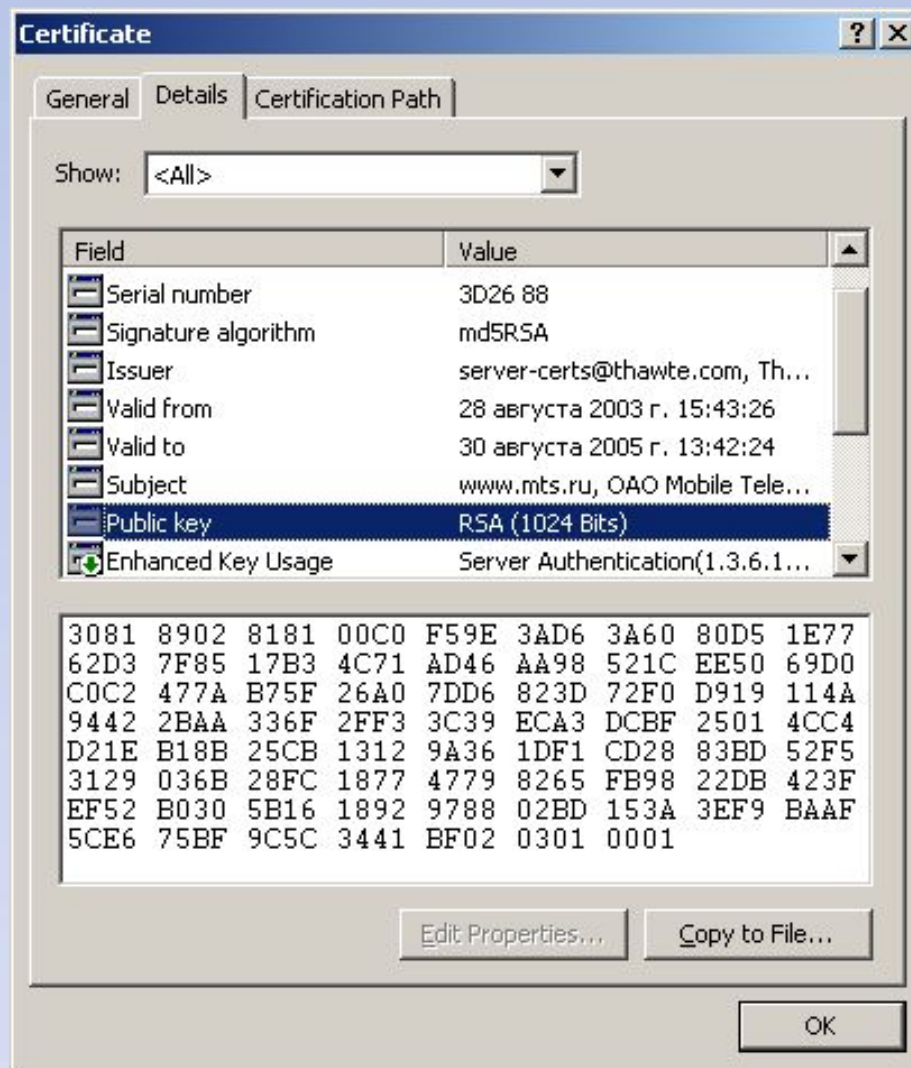 Certificate
General Details Certification Path
Show: <All>
Field Value
Serial number 3D26 88
Signature algorithm md5RSA
Issuer server-certs@thawte.com, Th...
Valid from 28 августа 2003 г. 15:43:26
Valid to 30 августа 2005 г. 13:42:24
Subject www.mts.ru, OAO Mobile Tele...
Public key RSA (1024 Bits)
Enhanced Key Usage Server Authentication(1.3.6.1...
3081 8902 8181 00C0 F59E 3AD6 3A60 80D5 1E77
62D3 7F85 17B3 4C71 AD46 AA98 521C EE50 69D0
C0C2 477A B75F 26A0 7DD6 823D 72F0 D919 114A
9442 2BAA 336F 2FF3 3C39 ECA3 DCBF 2501 4CC4
D21E B18B 25CB 1312 9A36 1DF1 CD28 83BD 52F5
3129 036B 28FC 1877 4779 8265 FB98 22DB 423F
EF52 B030 5B16 1892 9788 02BD 153A 3EF9 BAAF
5CE6 75BF 9C5C 3441 BF02 0301 0001
Edit Properties... Copy to File...
OK